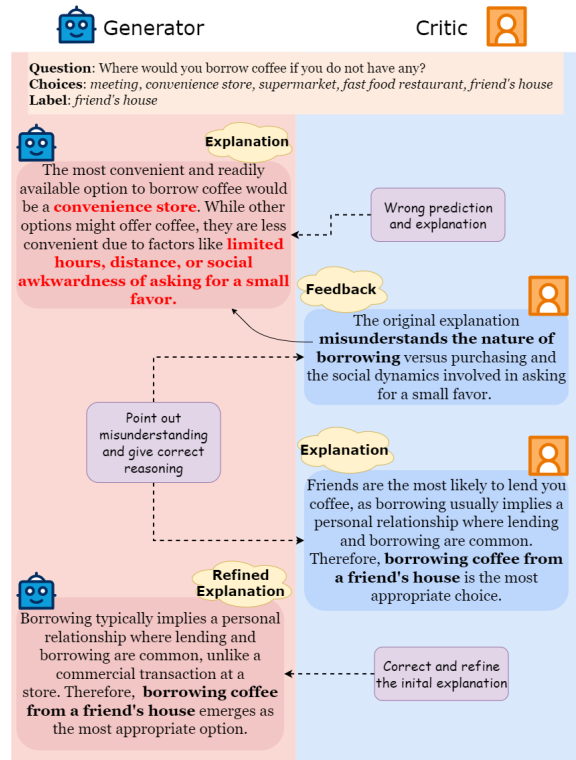 Generator
Critic
Question: Where would you borrow coffee if you do not have any?
Choices: meeting, convenience store, supermarket, fast food restaurant, friend's house
Label: friend's house
Explanation
The most convenient and readily
available option to borrow coffee would
be a convenience store. While other
options might offer coffee, they are less
convenient due to factors like limited
hours, distance, or social
awkwardness of asking for a small
favor.
Wrong prediction
and explanation
Feedback
The original explanation
misunderstands the nature of
borrowing versus purchasing and
the social dynamics involved in asking
for a small favor.
Point out
misunderstanding
and give correct
reasoning
Explanation
Friends are the most likely to lend you
coffee, as borrowing usually implies a
personal relationship where lending
and borrowing are common.
Therefore, borrowing coffee from
a friend's house is the most
appropriate choice.
Refined
Explanation
Borrowing typically implies a personal
relationship where lending and
borrowing are common, unlike a
commercial transaction at a
store. Therefore, borrowing coffee
from a friend's house emerges as
the most appropriate option.
Correct and refine
the inital explanation